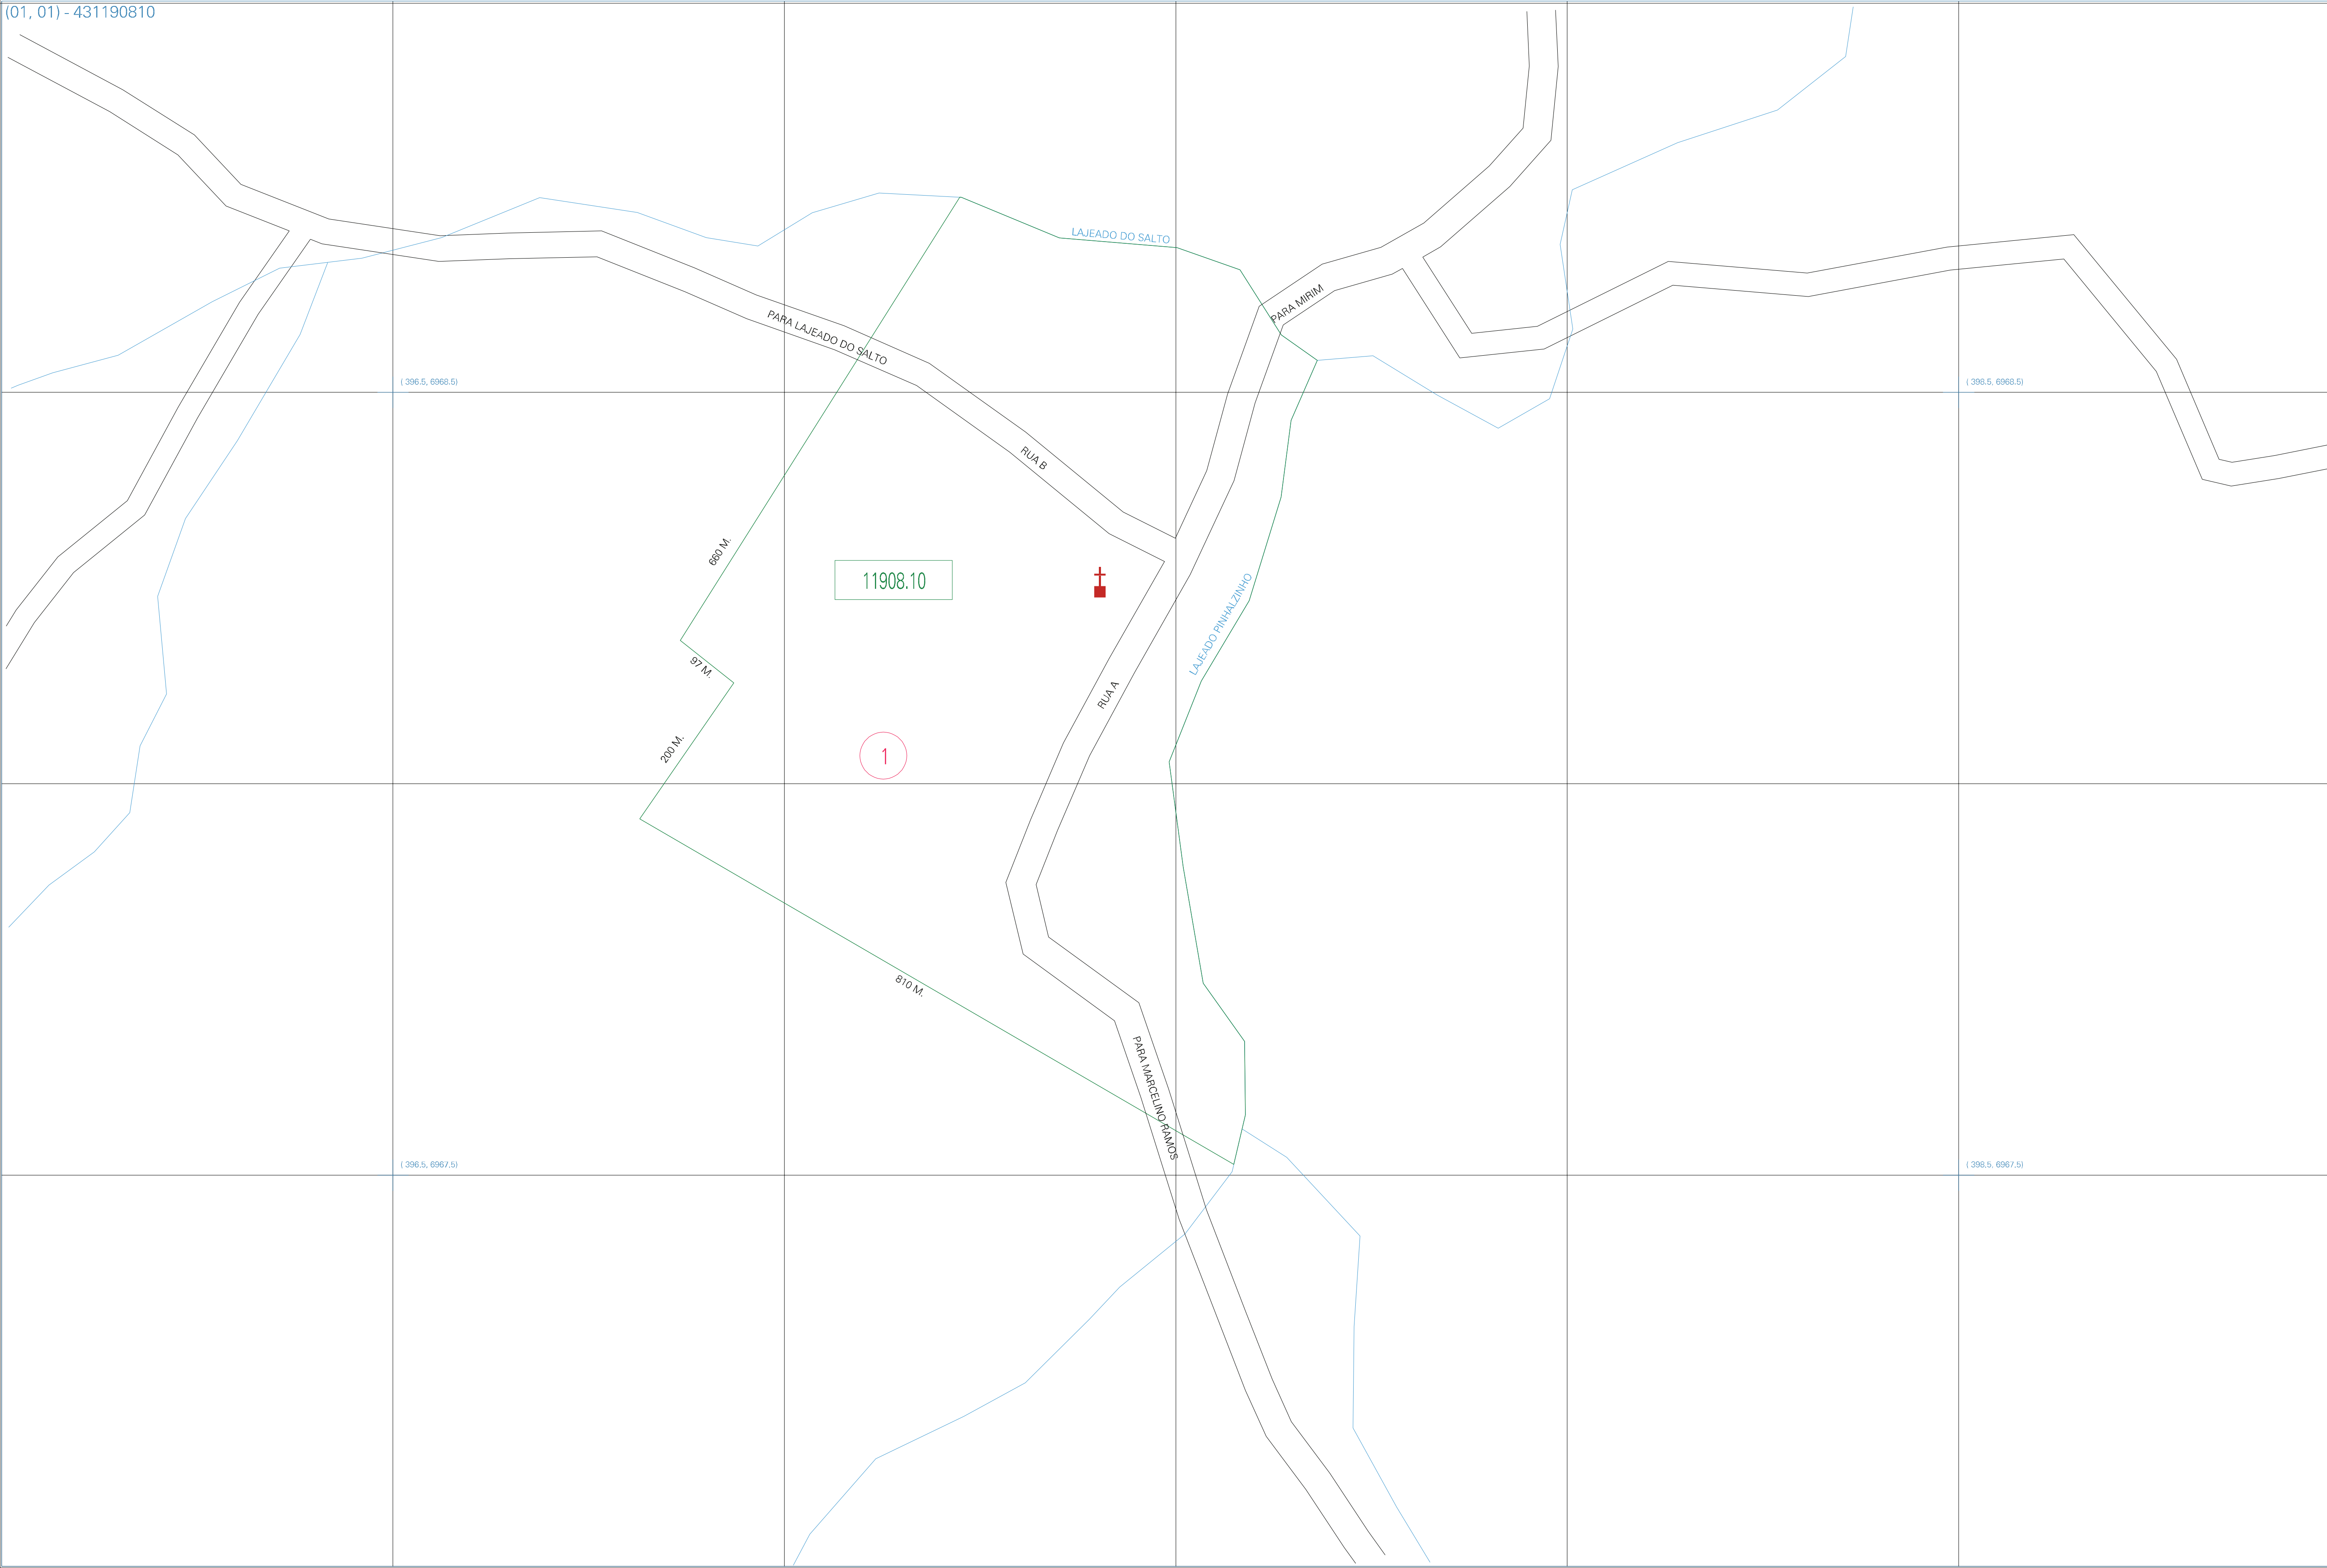 (01, 01) - 431190810
LAJEADO DO SALTO
PARA MIRIM
PARA LAJEADO DO SALTO
( 396.5, 6968.5)
( 398.5, 6968.5)
RUA B
660 M.
11908.10
LAJEADO PINHALZINHO
97 M.
RUA A
200 M.
1
810 M.
PARA MARCELINO RAMOS
( 396.5, 6967.5)
( 398.5, 6967.5)